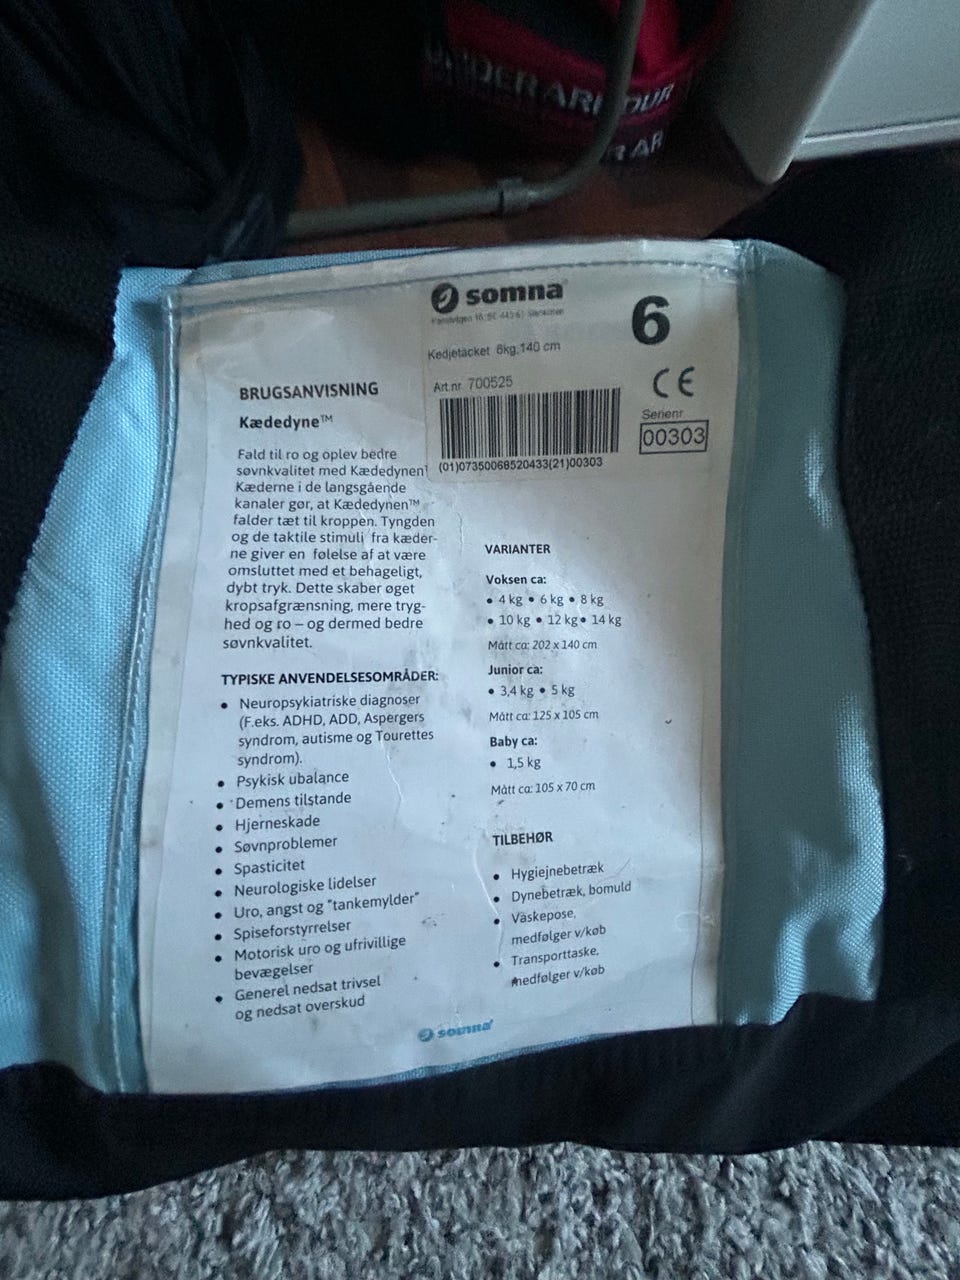 UNDER ARMOUR
R AR
somna
6
Kedjetäcket 6kg,140 cm
Art.nr 700525
CE
Serienr
00303
(01)07350068520433(21)00303
BRUGSANVISNING
Kædedyne™
Fald til ro og oplev bedre
søvnkvalitet med Kædedynen
Kæderne i de langsgående
kanaler gør, at Kædedynen™
falder tæt til kroppen. Tyngden
og de taktile stimuli fra kæder-
ne giver en følelse af at være
omsluttet med et behageligt,
dybt tryk. Dette skaber øget
kropsafgrænsning, mere tryg-
hed og ro – og dermed bedre
søvnkvalitet.
TYPISKE ANVENDELSESOMRÅDER:
• Neuropsykiatriske diagnoser
(F.eks. ADHD, ADD, Aspergers
syndrom, autisme og Tourettes
syndrom).
• Psykisk ubalance
• Demens tilstande
• Hjerneskade
• Søvnproblemer
• Spasticitet
• Neurologiske lidelser
• Uro, angst og "tankemylder"
• Spiseforstyrrelser
• Motorisk uro og ufrivillige
bevægelser
• Generel nedsat trivsel
og nedsat overskud
VARIANTER
Voksen ca:
• 4 kg • 6 kg • 8 kg
• 10 kg • 12 kg • 14 kg
Mått ca: 202 x 140 cm
Junior ca:
• 3,4 kg • 5 kg
Mått ca: 125 x 105 cm
Baby ca:
• 1,5 kg
Mått ca: 105 x 70 cm
TILBEHØR
• Hygiejnebetræk
• Dynebetræk, bomuld
• Väskepose,
medfølger v/køb
• Transporttaske,
medfølger v/køb
somna